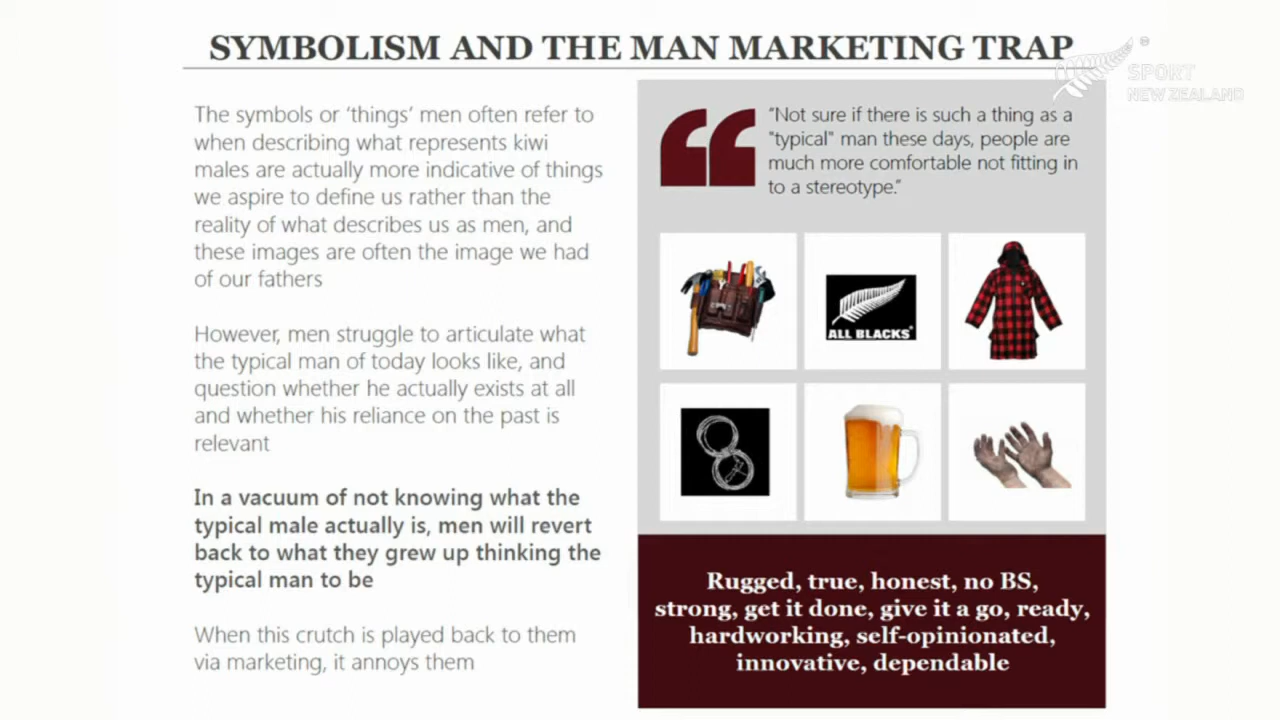 SYMBOLISM AND THE MAN MARKETING TRAP
SPORT
NEW ZEALAND
The symbols or ‘things’ men often refer to
when describing what represents kiwi
males are actually more indicative of things
we aspire to define us rather than the
reality of what describes us as men, and
these images are often the image we had
of our fathers
However, men struggle to articulate what
the typical man of today looks like, and
question whether he actually exists at all
and whether his reliance on the past is
relevant
In a vacuum of not knowing what the
typical male actually is, men will revert
back to what they grew up thinking the
typical man to be
When this crutch is played back to them
via marketing, it annoys them
“Not sure if there is such a thing as a
"typical" man these days, people are
much more comfortable not fitting in
to a stereotype.”
ALL BLACKS
Rugged, true, honest, no BS,
strong, get it done, give it a go, ready,
hardworking, self-opinionated,
innovative, dependable